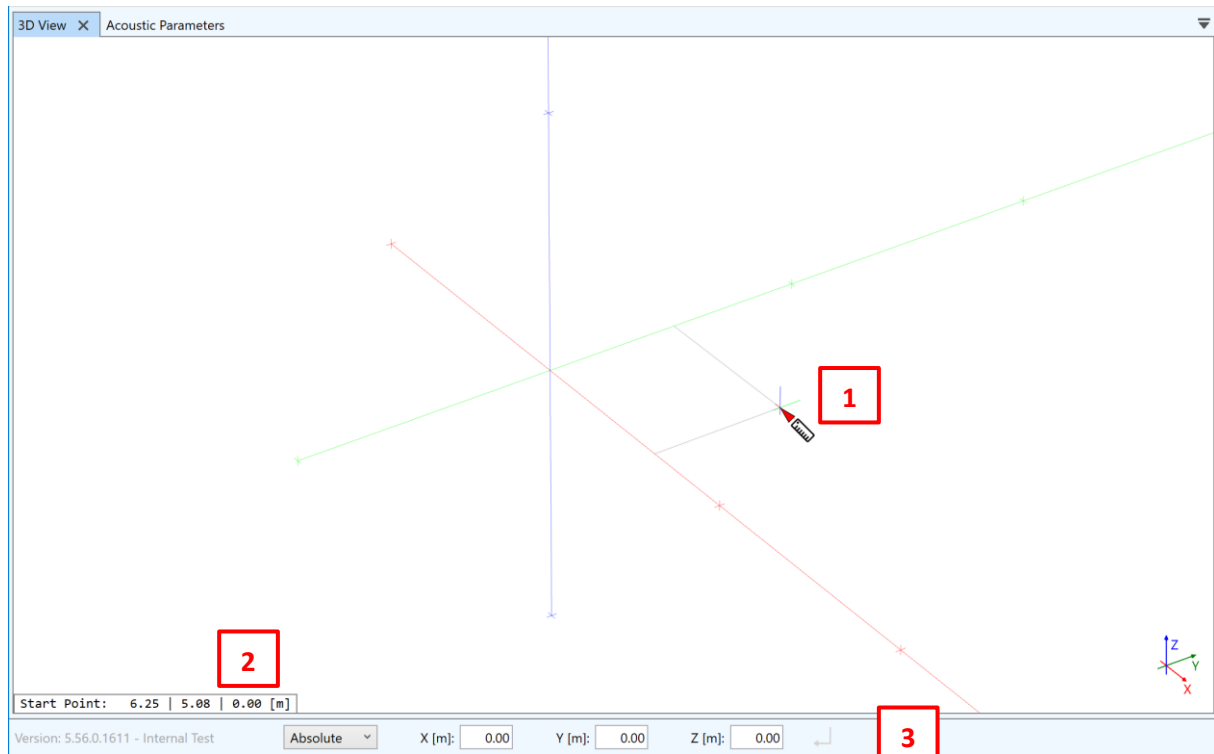 3D View X Acoustic Parameters
1
2
Start Point: 6.25 | 5.08 | 0.00 [m]
Z
Y
X
Version: 5.56.0.1611 - Internal Test Absolute X [m]: 0.00 Y [m]: 0.00 Z [m]: 0.00
3